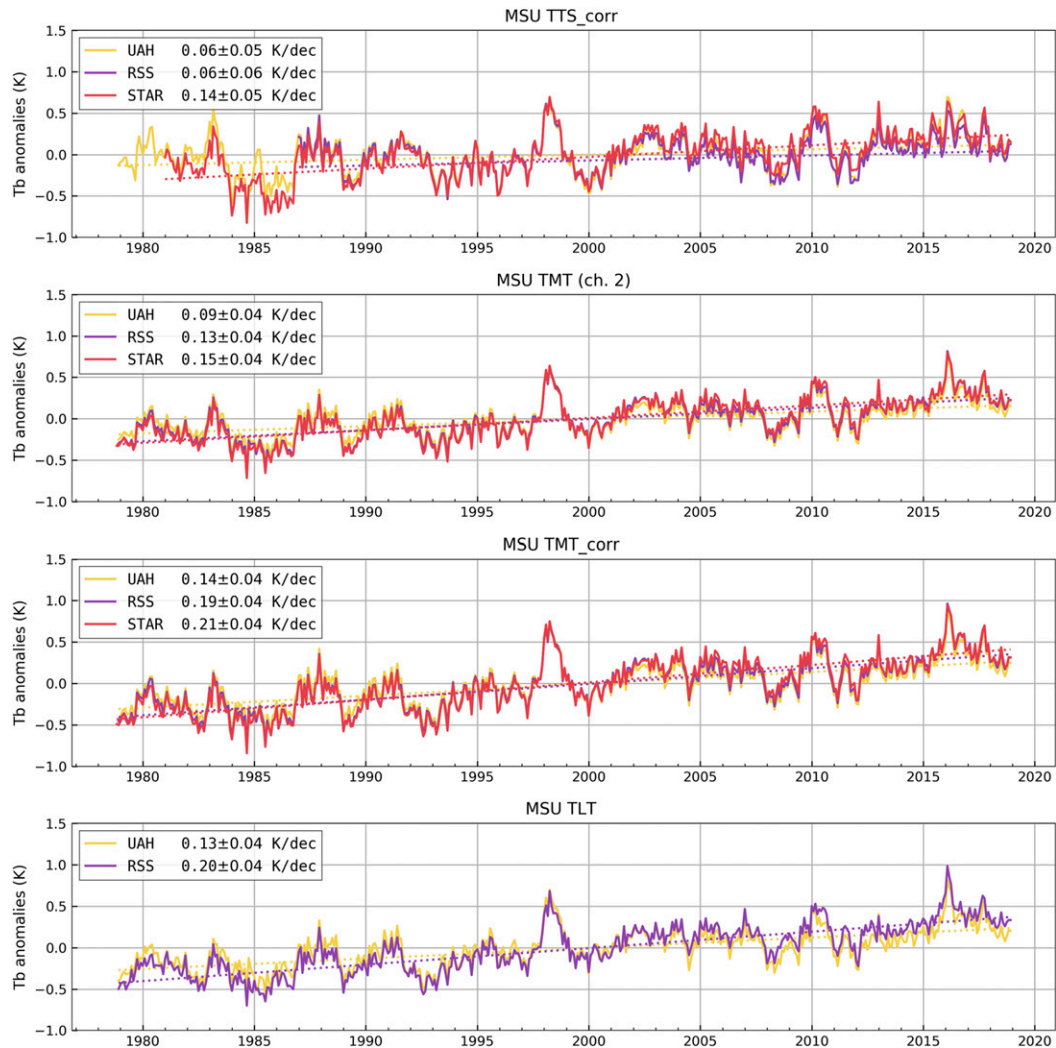 MSU TTS_corr
Tb anomalies (K)
1.5
1.0
0.5
0.0
−0.5
−1.0
UAH 0.06±0.05 K/dec
RSS 0.06±0.06 K/dec
STAR 0.14±0.05 K/dec
1980 1985 1990 1995 2000 2005 2010 2015 2020
MSU TMT (ch. 2)
Tb anomalies (K)
1.5
1.0
0.5
0.0
−0.5
−1.0
UAH 0.09±0.04 K/dec
RSS 0.13±0.04 K/dec
STAR 0.15±0.04 K/dec
1980 1985 1990 1995 2000 2005 2010 2015 2020
MSU TMT_corr
Tb anomalies (K)
1.5
1.0
0.5
0.0
−0.5
−1.0
UAH 0.14±0.04 K/dec
RSS 0.19±0.04 K/dec
STAR 0.21±0.04 K/dec
1980 1985 1990 1995 2000 2005 2010 2015 2020
MSU TLT
Tb anomalies (K)
1.5
1.0
0.5
0.0
−0.5
−1.0
UAH 0.13±0.04 K/dec
RSS 0.20±0.04 K/dec
1980 1985 1990 1995 2000 2005 2010 2015 2020